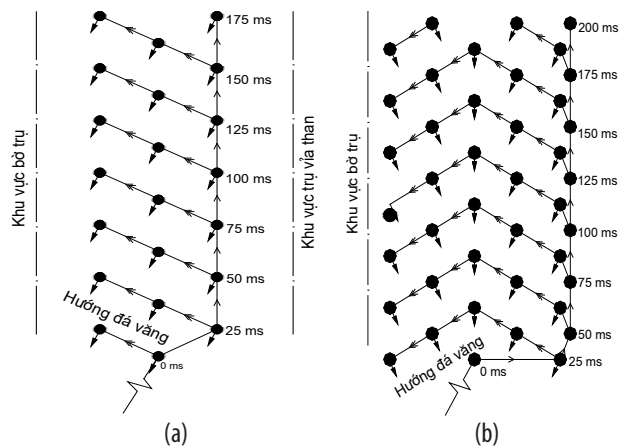 Khu vực bờ trụ
175 ms
150 ms
125 ms
100 ms
75 ms
50 ms
25 ms
0 ms
Hướng đá văng
Khu vực trụ vỉa than
(a)
Khu vực bờ trụ
200 ms
175 ms
150 ms
125 ms
100 ms
75 ms
50 ms
25 ms
0 ms
Hướng đá văng
(b)